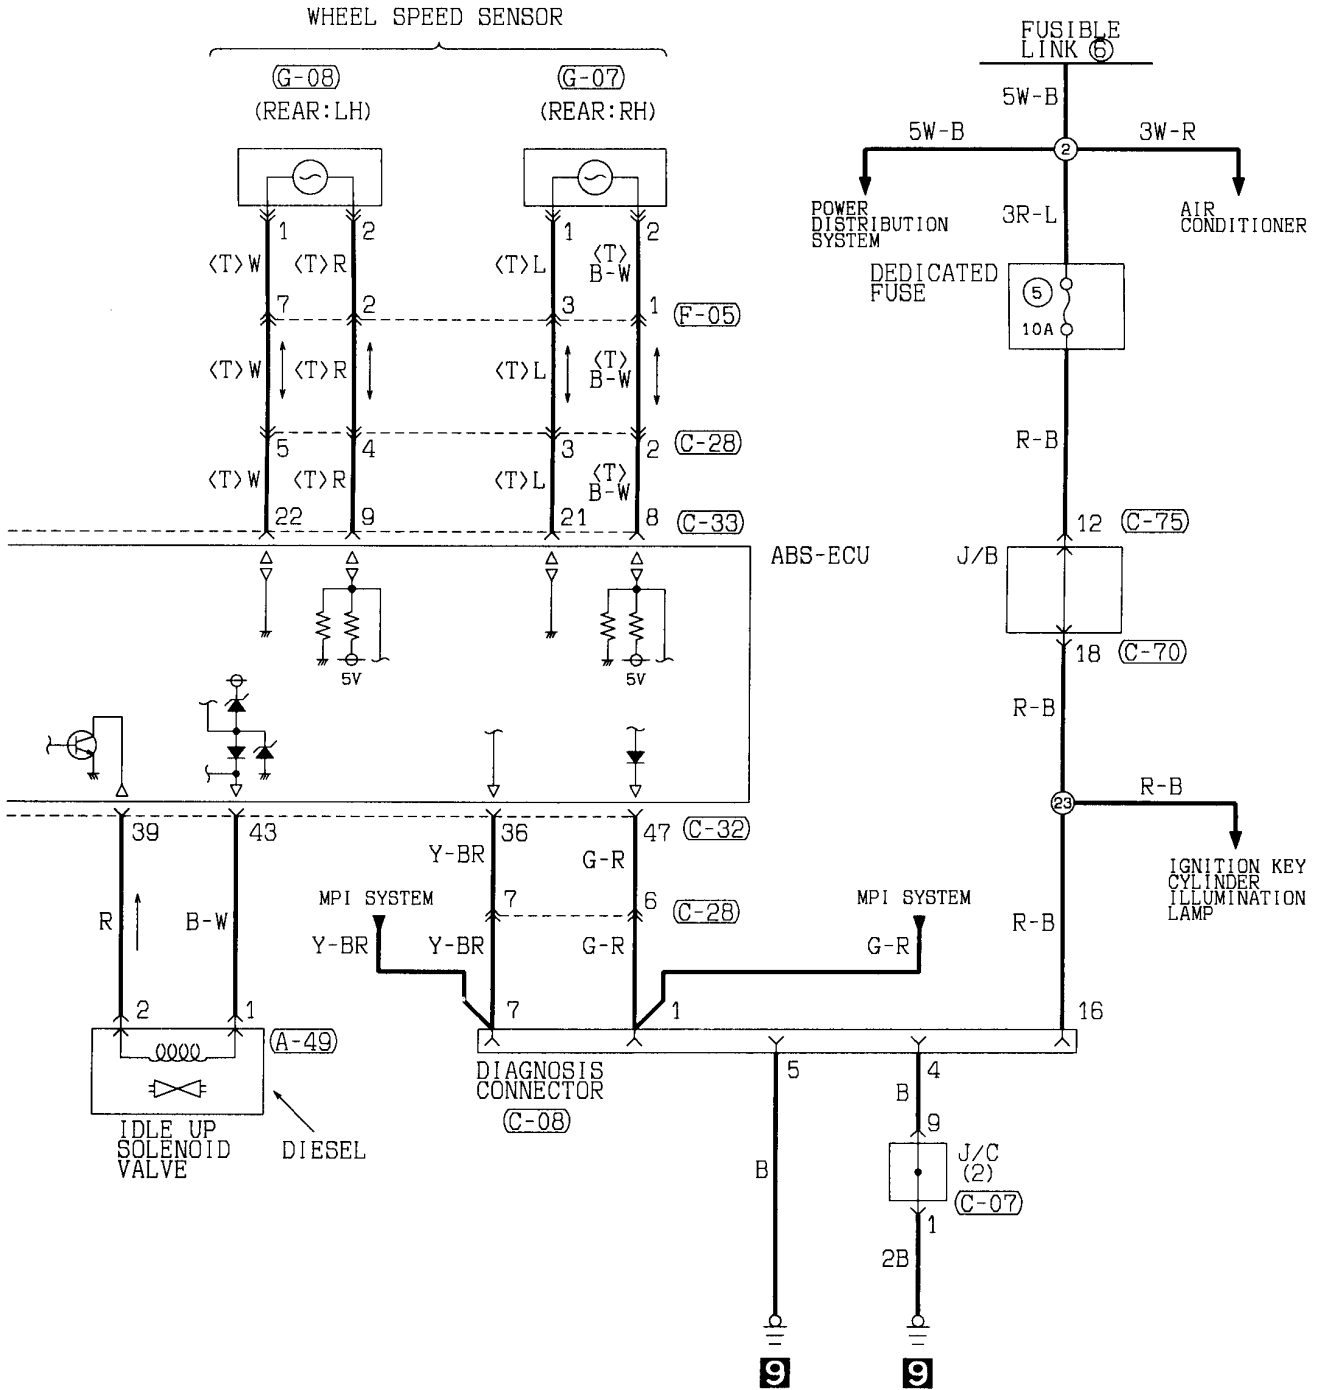 WHEEL SPEED SENSOR
FUSIBLE
LINK ⑥
G-08
G-07
(REAR:LH)
(REAR:RH)
5W-B
5W-B
2
3W-R
POWER
DISTRIBUTION
SYSTEM
3R-L
AIR
CONDITIONER
1 2 1 2
<T>W <T>R <T>L <T>
B-W
DEDICATED
FUSE
5
10A
7 2 3 1 F-05
<T>W <T>R <T>L <T>
B-W
R-B
5 4 3 2 C-28
<T>W <T>R <T>L <T>
B-W
22 9 21 8 C-33
12 C-75
ABS-ECU
J/B
18 C-70
5V 5V
R-B
23
R-B
39 43 36 47 C-32
Y-BR G-R
IGNITION KEY
CYLINDER
ILLUMINATION
LAMP
MPI SYSTEM
7 6 C-28
MPI SYSTEM
R B-W Y-BR Y-BR G-R G-R R-B
2 1 7 1 16
A-49
DIAGNOSIS
CONNECTOR
C-08
5 4
B
9
IDLE UP
SOLENOID
VALVE
DIESEL
B
J/C
(2)
C-07
1
2B
9 9